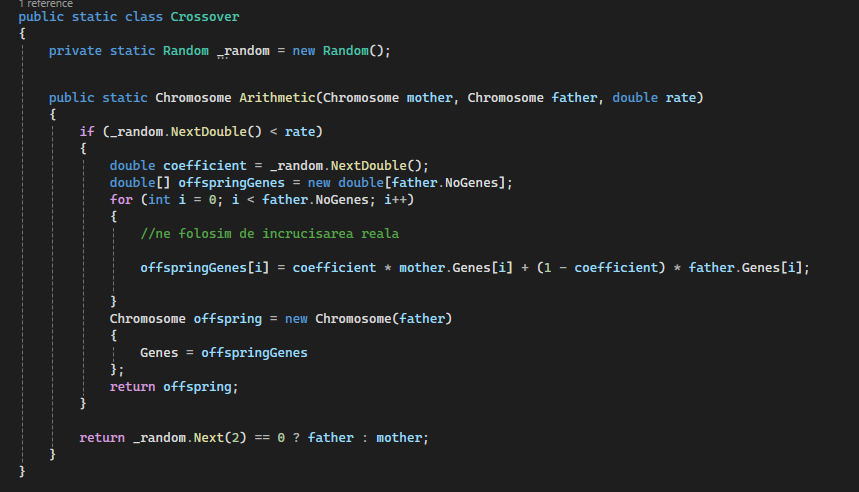 1 reference
public static class Crossover
{
private static Random _random = new Random();
public static Chromosome Arithmetic(Chromosome mother, Chromosome father, double rate)
{
if (_random.NextDouble() < rate)
{
double coefficient = _random.NextDouble();
double[] offspringGenes = new double[father.NoGenes];
for (int i = 0; i < father.NoGenes; i++)
{
//ne folosim de incrucisarea reala
offspringGenes[i] = coefficient * mother.Genes[i] + (1 - coefficient) * father.Genes[i];
}
Chromosome offspring = new Chromosome(father)
{
Genes = offspringGenes
};
return offspring;
}
return _random.Next(2) == 0 ? father : mother;
}
}